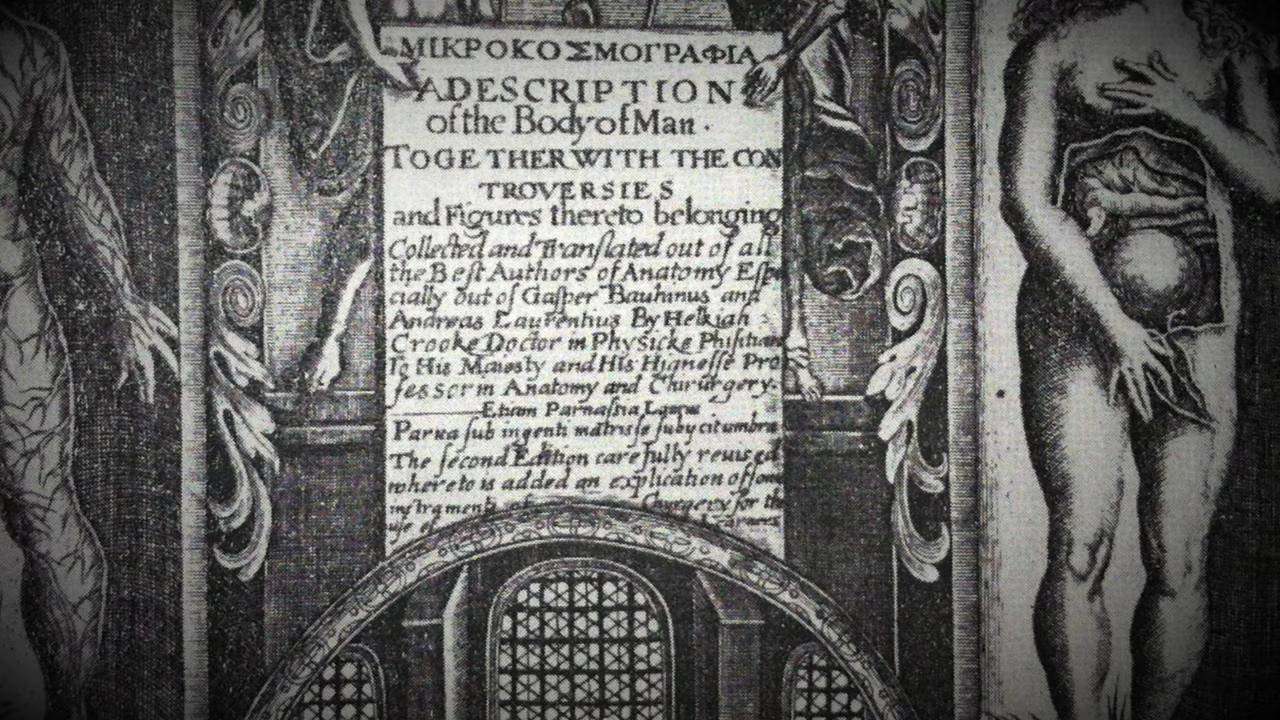 ΜΙΚΡΟΚΟΣΜΟΓΡΑΦΙΑ
A DESCRIPTION
of the Body of Man.
TOGETHER WITH THE CON
TROVERSIES
and Figures thereto belonging
Collected and Translated out of all
the Best Authors of Anatomy Espe
cially out of Gasper Bauhinus and
Andreas Laurentius By Helkiah
Crooke Doctor in Physicke Phisitian
To His Maiesty and His Highnesse Pro
fessor in Anatomy and Chirurgery.
Etiam Parnassia Laurus
Parua sub ingenti matris se subycit umbra
The second Edition carefully reuised
whereto is added an explication of some
instruments of Chirurgery for the
use of